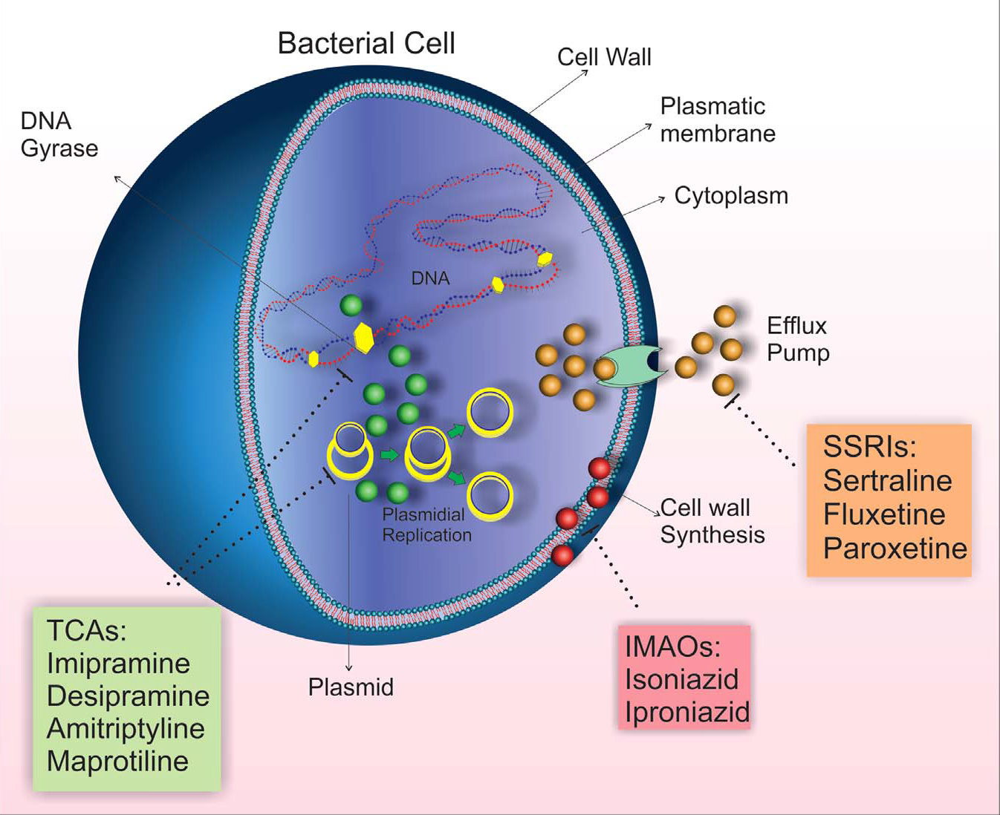 Bacterial Cell
Cell Wall
Plasmatic
membrane
DNA
Gyrase
Cytoplasm
DNA
Efflux
Pump
SSRIs:
Sertraline
Fluxetine
Paroxetine
Cell wall
Synthesis
Plasmidial
Replication
TCAs:
Imipramine
Desipramine
Amitriptyline
Maprotiline
IMAOs:
Isoniazid
Iproniazid
Plasmid